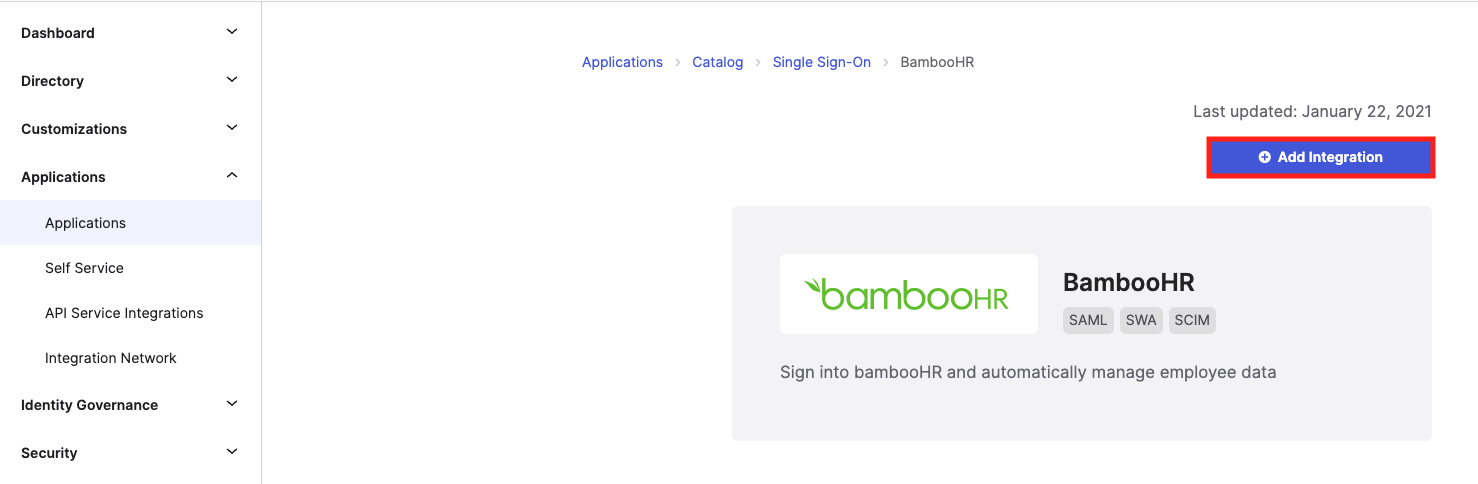 Dashboard
Directory
Customizations
Applications
Applications
Self Service
API Service Integrations
Integration Network
Identity Governance
Security
Applications › Catalog › Single Sign-On › BambooHR
Last updated: January 22, 2021
Add Integration
bambooHR
BambooHR
SAML SWA SCIM
Sign into bambooHR and automatically manage employee data